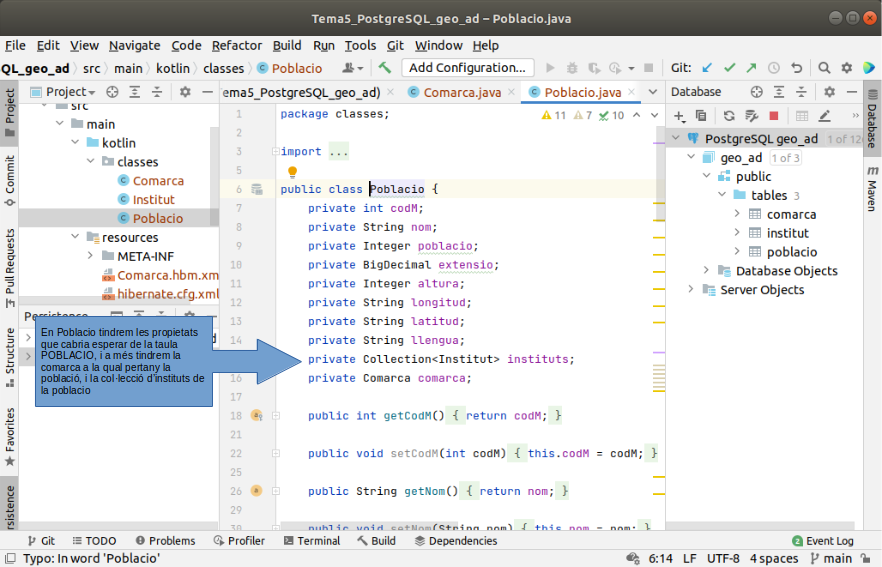 Tema5_PostgreSQL_geo_ad – Poblacio.java
File Edit View Navigate Code Refactor Build Run Tools Git Window Help
QL_geo_ad src main kotlin classes Poblacio Add Configuration... Git:
Project
src
main
kotlin
classes
Comarca
Institut
Poblacio
resources
META-INF
Comarca.hbm.xm
hibernate.cfg.xml
Persistence
En Poblacio tindrem les propietats
que cabria esperar de la taula
POBLACIO, i a més tindrem la
comarca a la qual pertany la
població, i la col·lecció d'instituts de
la poblacio
Project
Commit
Pull Requests
Structure
Favorites
rsistence
ema5_PostgreSQL_geo_ad) Comarca.java Poblacio.java
11 7 10
1 package classes;
2
3 import ...
5
6 public class Poblacio {
7 private int codM;
8 private String nom;
9 private Integer poblacio;
10 private BigDecimal extensio;
11 private Integer altura;
12 private String longitud;
13 private String latitud;
14 private String llengua;
private Collection<Institut> instituts;
16 private Comarca comarca;
17
18 public int getCodM() { return codM; }
21
22 public void setCodM(int codM) { this.codM = codM; }
25
26 public String getNom() { return nom; }
29
30 public void setNom(String nom) { this.nom = nom; }
Database
PostgreSQL geo_ad 1 of 12
geo_ad 1 of 3
public
tables 3
comarca
institut
poblacio
Database Objects
Server Objects
Database
Maven
Git TODO Problems Profiler Terminal Build Dependencies 2 Event Log
Typo: In word 'Poblacio' 6:14 LF UTF-8 4 spaces main